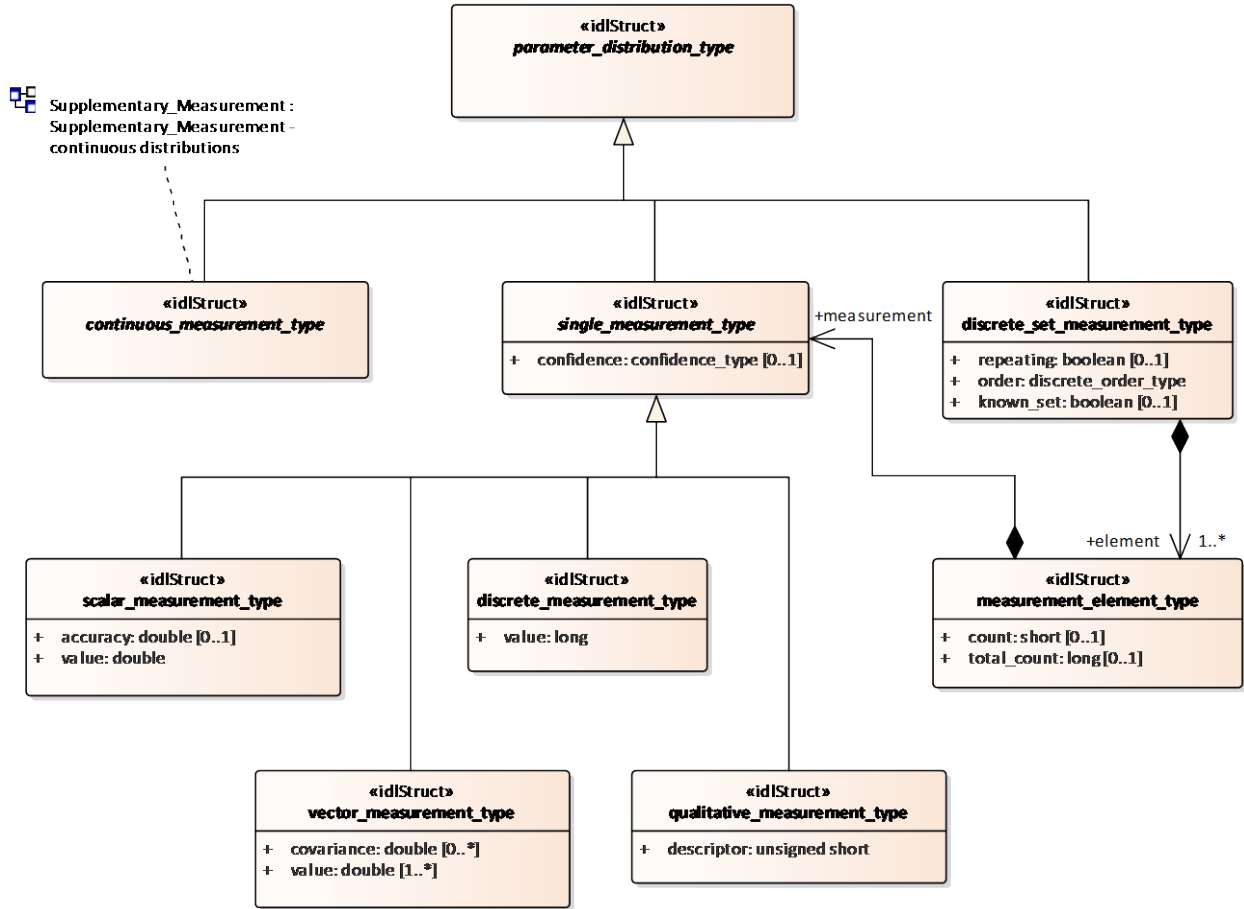 «idlStruct»
parameter_distribution_type
Supplementary_Measurement :
Supplementary_Measurement -
continuous distributions
«idlStruct»
continuous_measurement_type
«idlStruct»
single_measurement_type
+ confidence: confidence_type [0..1]
+measurement
«idlStruct»
discrete_set_measurement_type
+ repeating: boolean [0..1]
+ order: discrete_order_type
+ known_set: boolean [0..1]
+element 1..*
«idlStruct»
scalar_measurement_type
+ accuracy: double [0..1]
+ value: double
«idlStruct»
discrete_measurement_type
+ value: long
«idlStruct»
measurement_element_type
+ count: short [0..1]
+ total_count: long [0..1]
«idlStruct»
vector_measurement_type
+ covariance: double [0..*]
+ value: double [1..*]
«idlStruct»
qualitative_measurement_type
+ descriptor: unsigned short